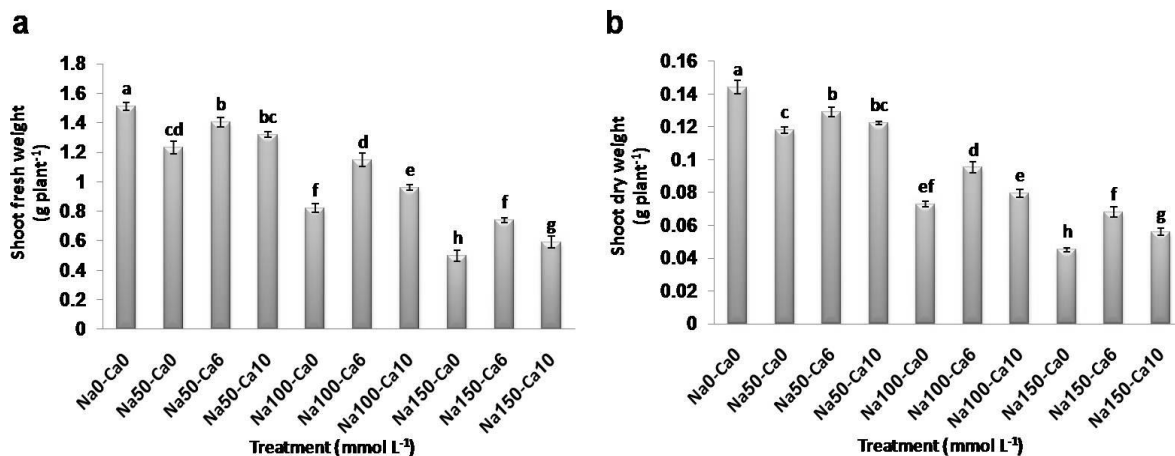 a
Shoot fresh weight
(g plant⁻¹)
1.8
1.6
1.4
1.2
1
0.8
0.6
0.4
0.2
0
a
cd
b
bc
f
d
e
h
f
g
Na0-Ca0
Na50-Ca0
Na50-Ca6
Na50-Ca10
Na100-Ca0
Na100-Ca6
Na100-Ca10
Na150-Ca0
Na150-Ca6
Na150-Ca10
Treatment (mmol L⁻¹)
b
Shoot dry weight
(g plant⁻¹)
0.16
0.14
0.12
0.1
0.08
0.06
0.04
0.02
0
a
c
b
bc
ef
d
e
h
f
g
Na0-Ca0
Na50-Ca0
Na50-Ca6
Na50-Ca10
Na100-Ca0
Na100-Ca6
Na100-Ca10
Na150-Ca0
Na150-Ca6
Na150-Ca10
Treatment (mmol L⁻¹)